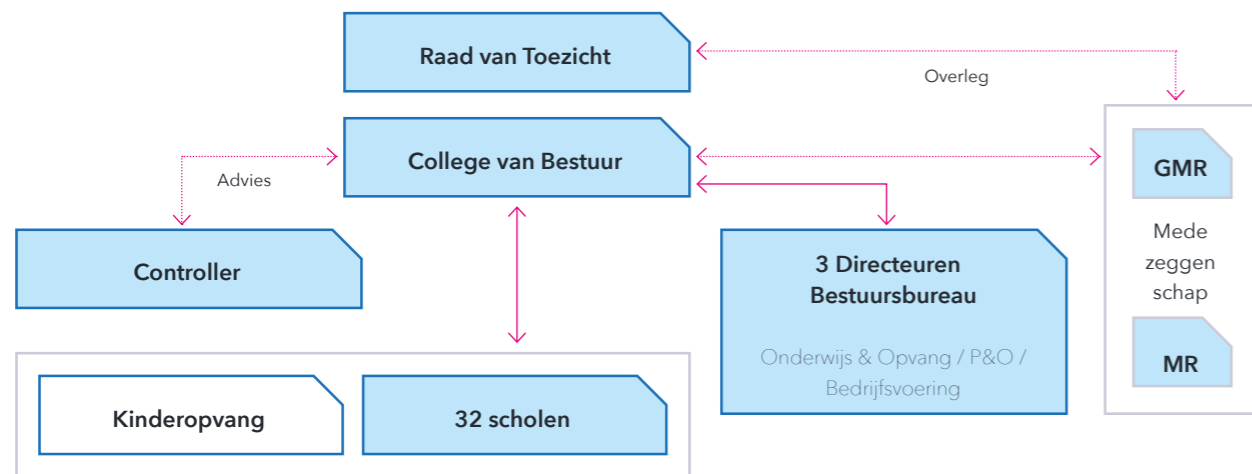 Raad van Toezicht
Overleg
College van Bestuur
Advies
GMR
Mede
zeggen
schap
MR
Controller
3 Directeuren
Bestuursbureau
Onderwijs & Opvang / P&O /
Bedrijfsvoering
Kinderopvang
32 scholen